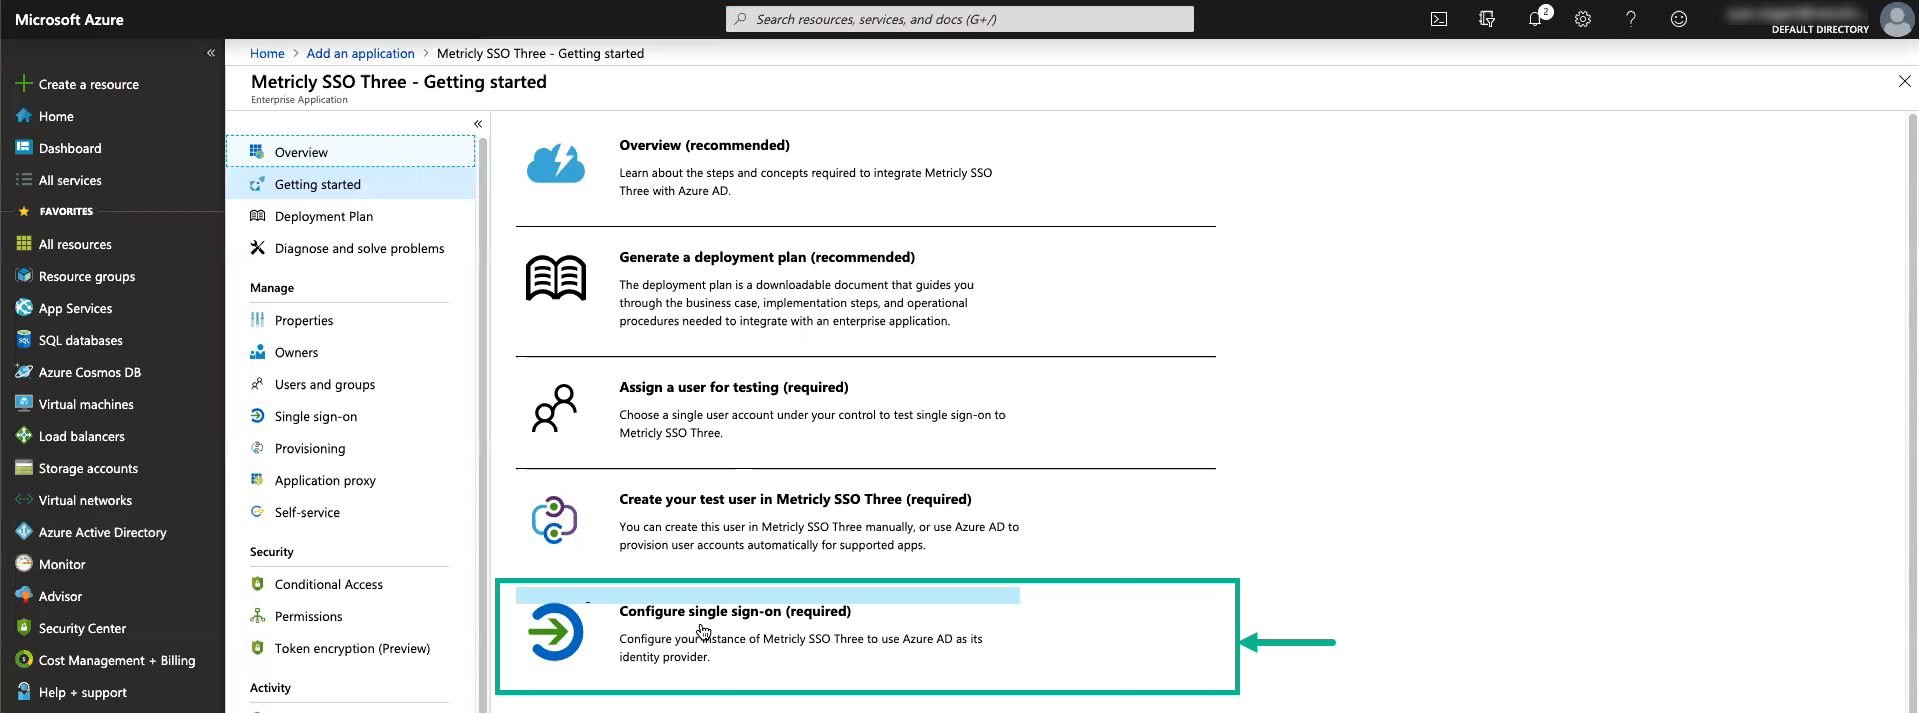 Microsoft Azure
Search resources, services, and docs (G+/)
2
DEFAULT DIRECTORY
«
Create a resource
Home
Dashboard
All services
FAVORITES
All resources
Resource groups
App Services
SQL databases
Azure Cosmos DB
Virtual machines
Load balancers
Storage accounts
Virtual networks
Azure Active Directory
Monitor
Advisor
Security Center
Cost Management + Billing
Help + support
Home > Add an application > Metricly SSO Three - Getting started
Metricly SSO Three - Getting started
Enterprise Application
«
Overview
Getting started
Deployment Plan
Diagnose and solve problems
Manage
Properties
Owners
Users and groups
Single sign-on
Provisioning
Application proxy
Self-service
Security
Conditional Access
Permissions
Token encryption (Preview)
Activity
Overview (recommended)
Learn about the steps and concepts required to integrate Metricly SSO
Three with Azure AD.
Generate a deployment plan (recommended)
The deployment plan is a downloadable document that guides you
through the business case, implementation steps, and operational
procedures needed to integrate with an enterprise application.
Assign a user for testing (required)
Choose a single user account under your control to test single sign-on to
Metricly SSO Three.
Create your test user in Metricly SSO Three (required)
You can create this user in Metricly SSO Three manually, or use Azure AD to
provision user accounts automatically for supported apps.
Configure single sign-on (required)
Configure your instance of Metricly SSO Three to use Azure AD as its
identity provider.